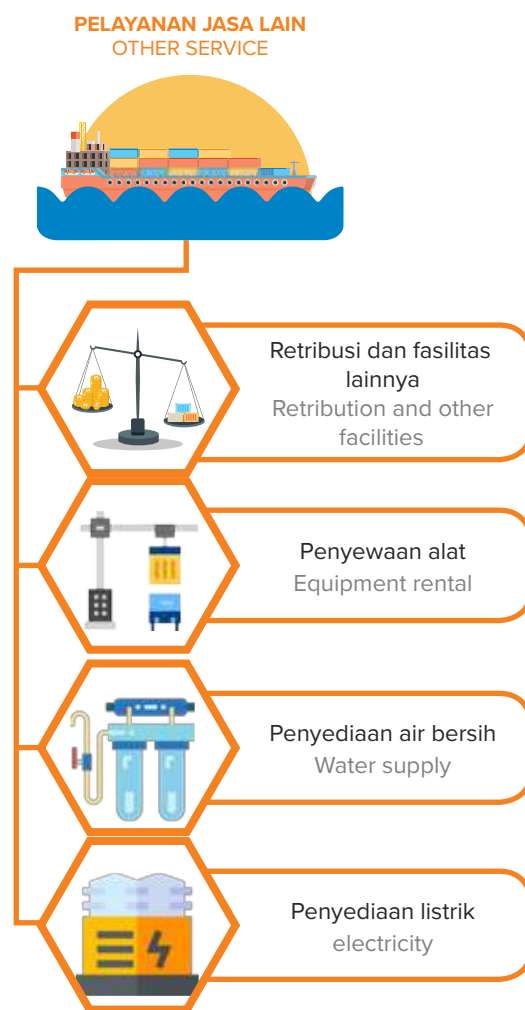 PELAYANAN JASA LAIN
OTHER SERVICE
Retribusi dan fasilitas
lainnya
Retribution and other
facilities
Penyewaan alat
Equipment rental
Penyediaan air bersih
Water supply
Penyediaan listrik
electricity